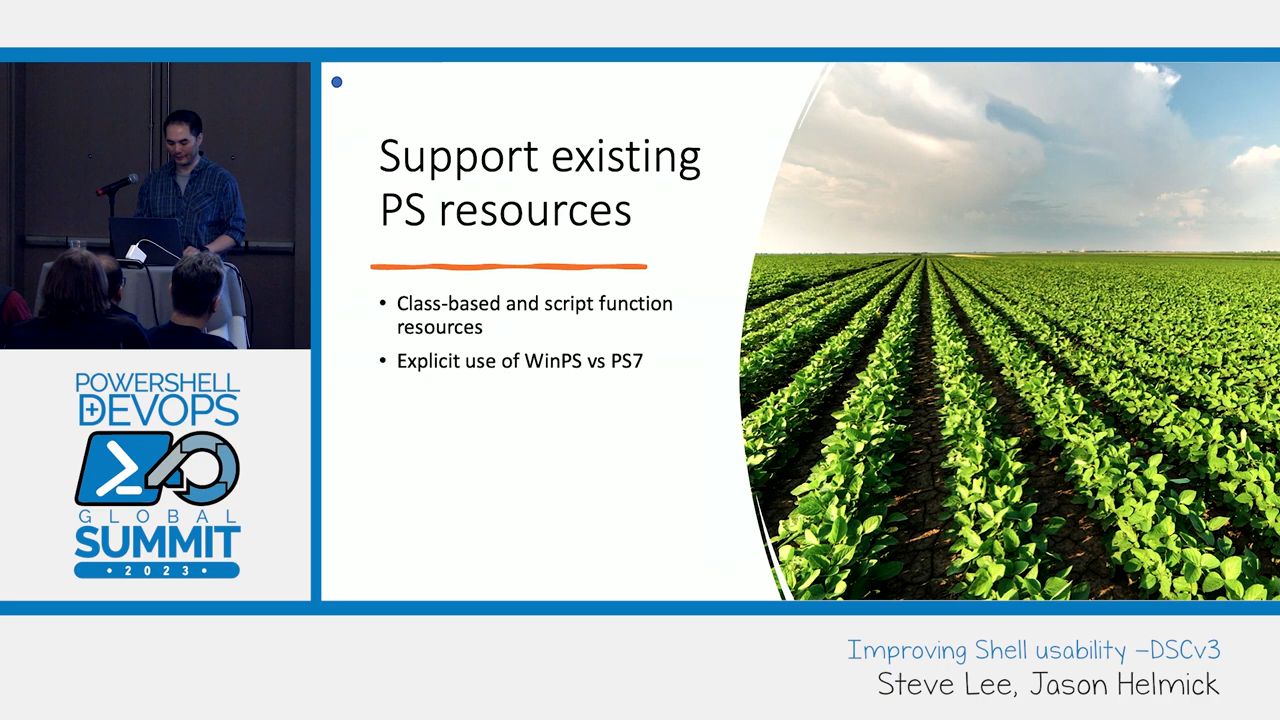 Support existing
PS resources
• Class-based and script function
resources
• Explicit use of WinPS vs PS7
POWERSHELL
+DEVOPS
GLOBAL
SUMMIT
• 2023 •
Improving Shell usability -DSCv3
Steve Lee, Jason Helmick